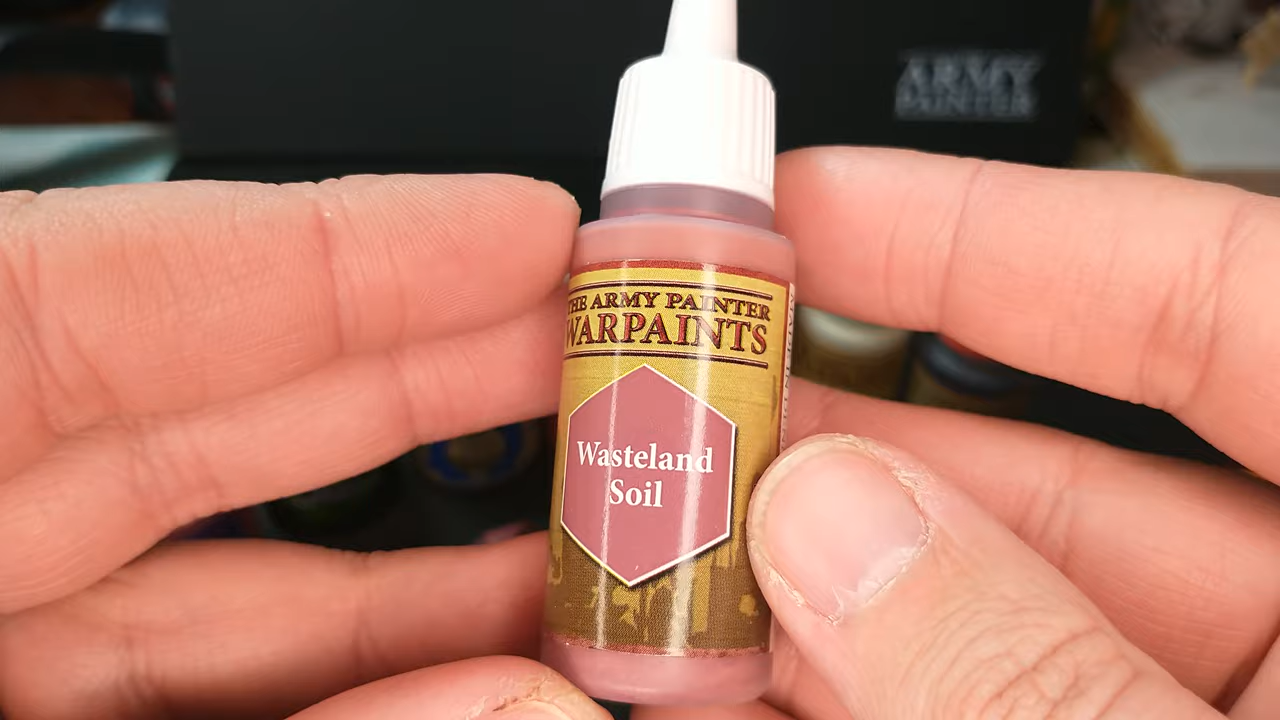 ARMY
PAINTER
THE ARMY PAINTER
WARPAINTS
Wasteland
Soil